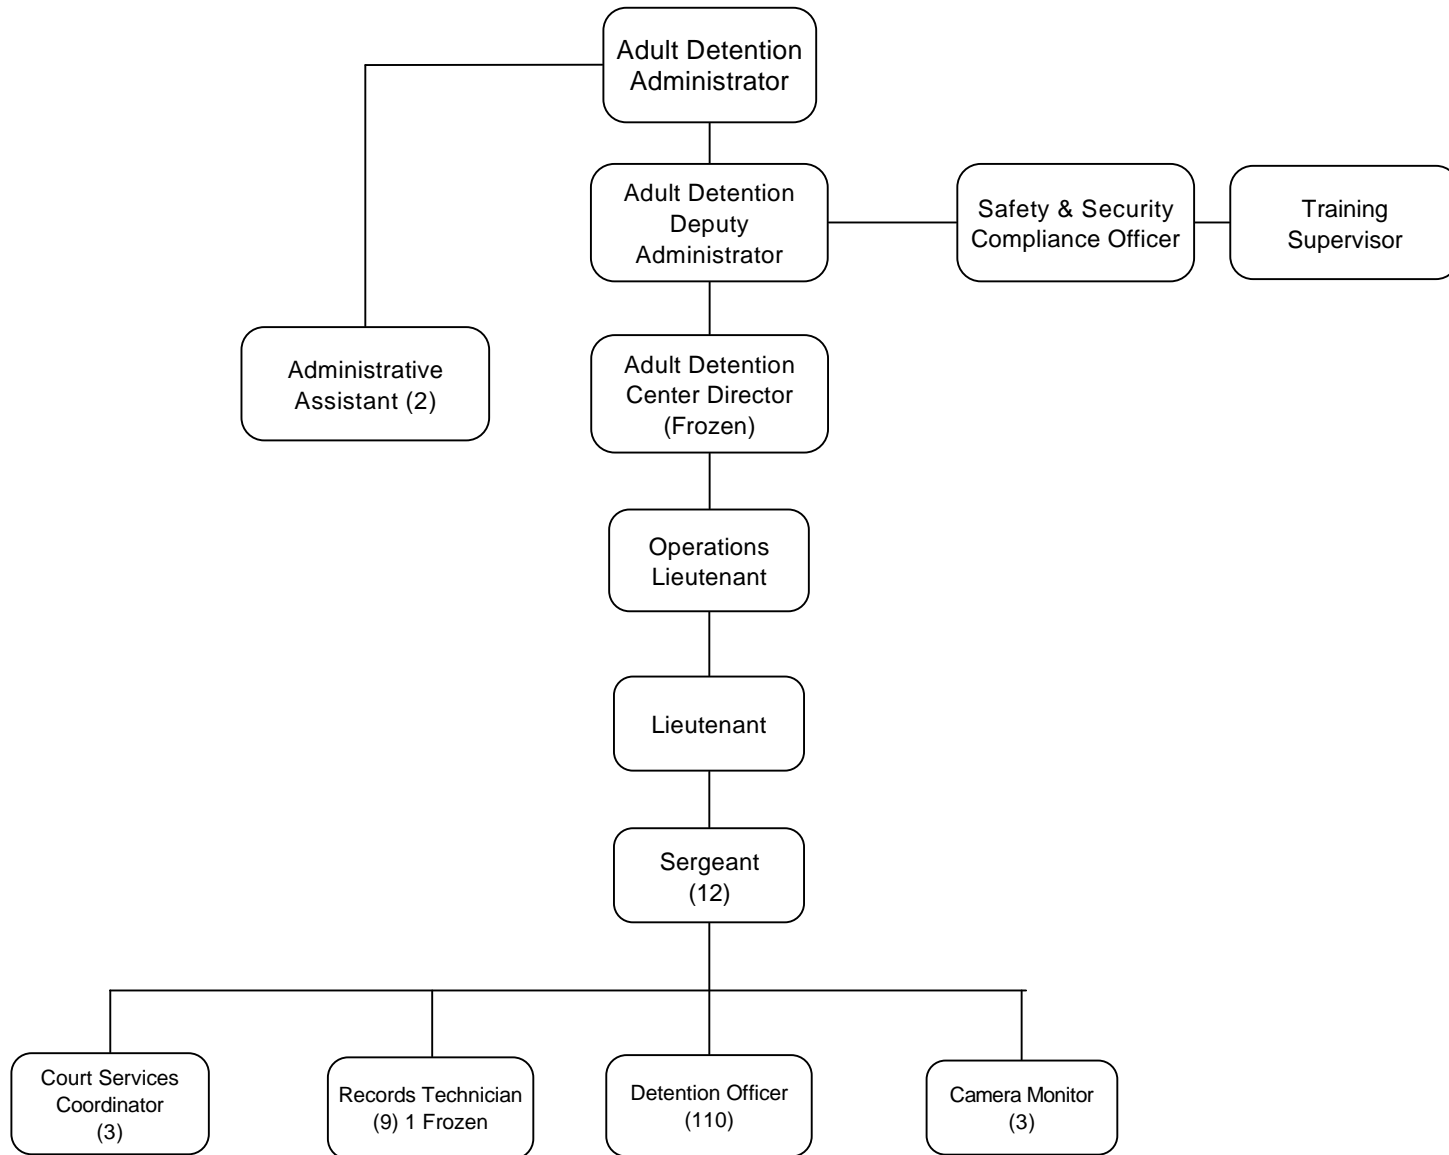 Adult Detention
Administrator
Adult Detention
Deputy
Administrator
Safety & Security
Compliance Officer
Training
Supervisor
Administrative
Assistant (2)
Adult Detention
Center Director
(Frozen)
Operations
Lieutenant
Lieutenant
Sergeant
(12)
Court Services
Coordinator
(3)
Records Technician
(9) 1 Frozen
Detention Officer
(110)
Camera Monitor
(3)